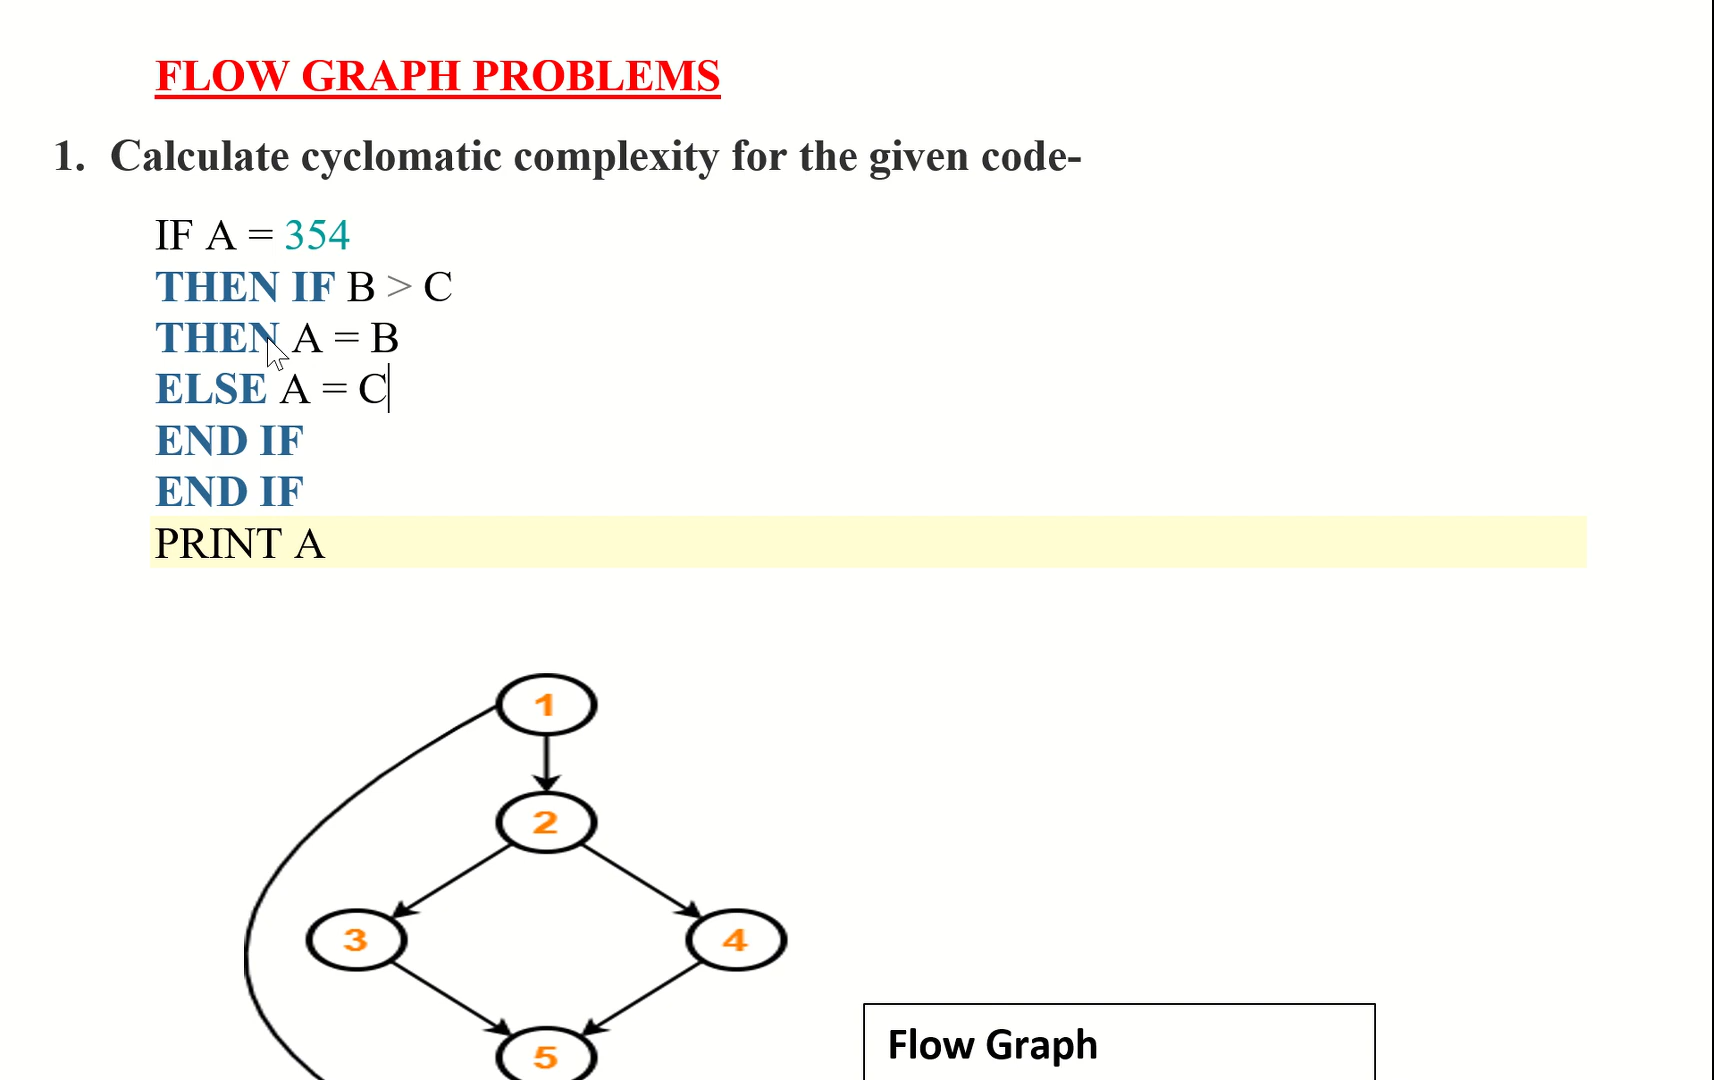 FLOW GRAPH PROBLEMS
1. Calculate cyclomatic complexity for the given code-
IF A = 354
THEN IF B > C
THEN A = B
ELSE A = C
END IF
END IF
PRINT A
1
2
3
4
5
Flow Graph